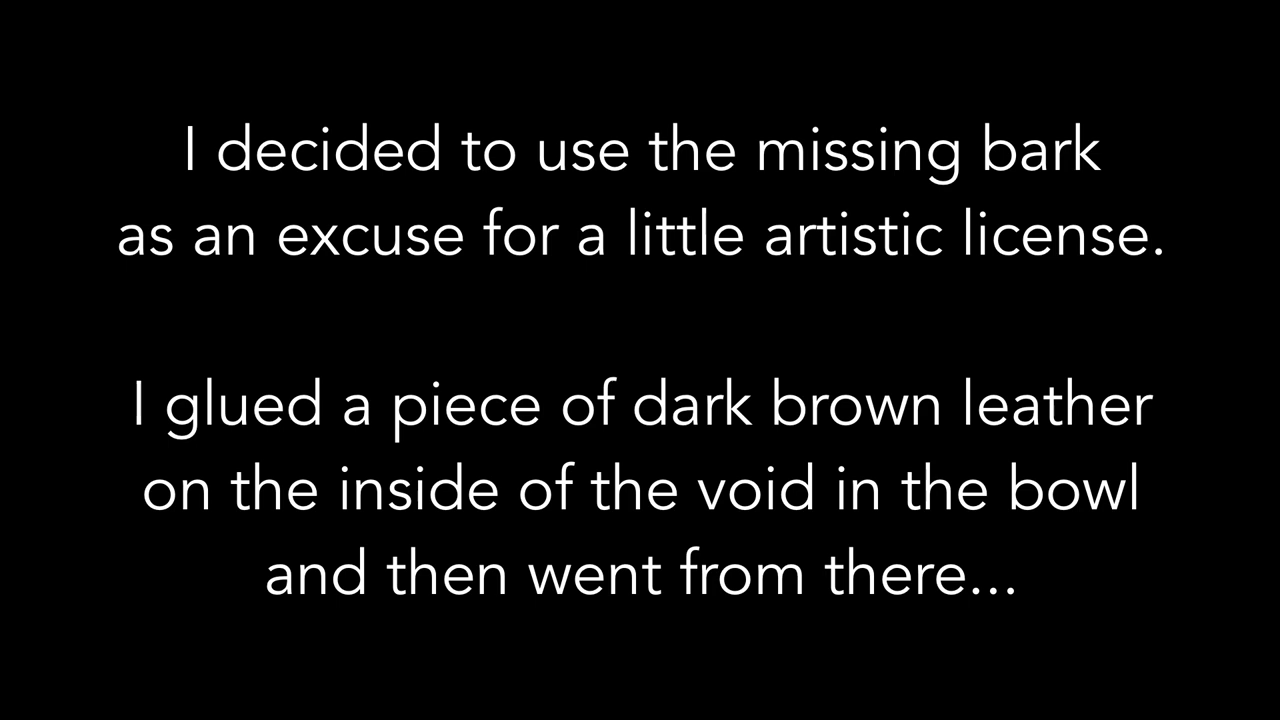 I decided to use the missing bark
as an excuse for a little artistic license.
I glued a piece of dark brown leather
on the inside of the void in the bowl
and then went from there...